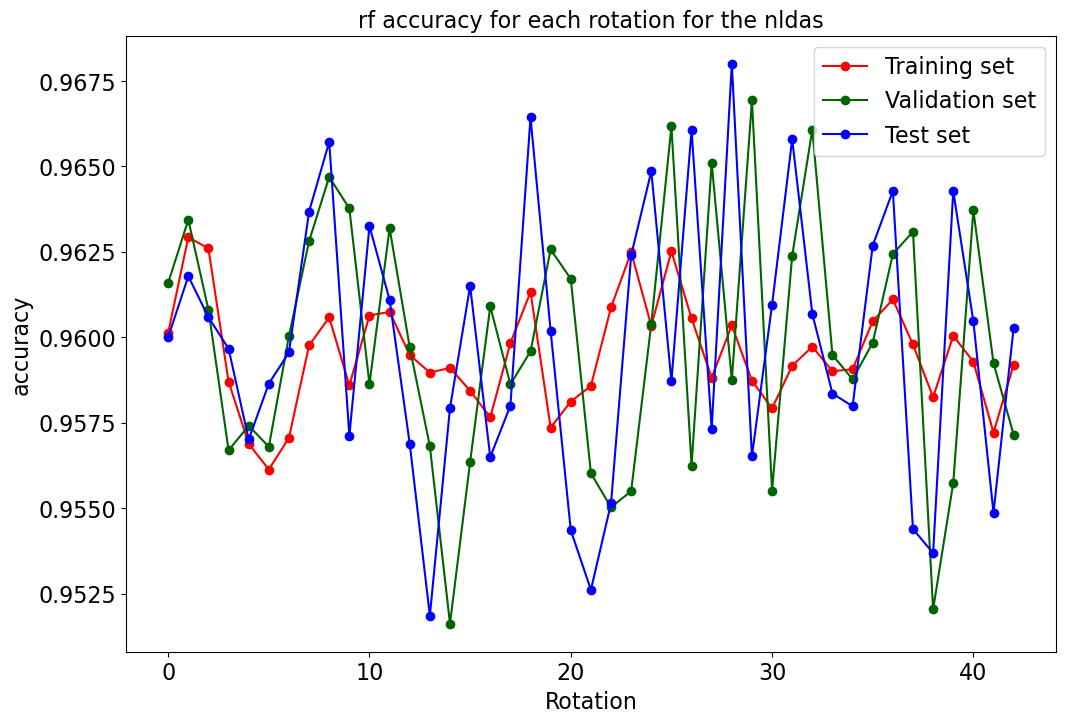 rf accuracy for each rotation for the nldas
Training set
Validation set
Test set
accuracy
0.9675
0.9650
0.9625
0.9600
0.9575
0.9550
0.9525
0 10 20 30 40
Rotation